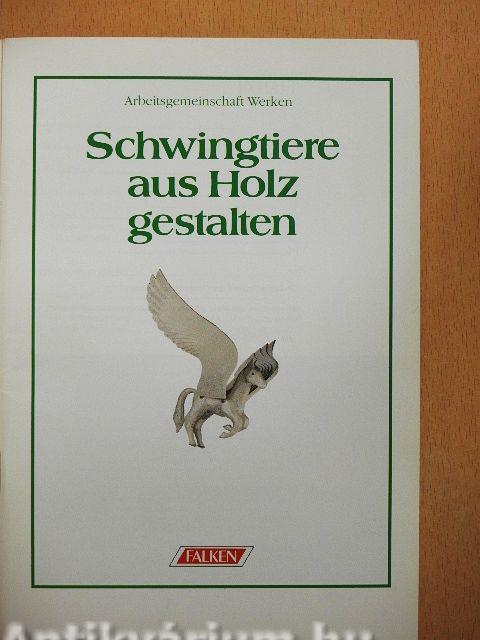 Arbeitsgemeinschaft Werken
Schwingtiere
aus Holz
gestalten
FALKEN
Antikvárium.hu